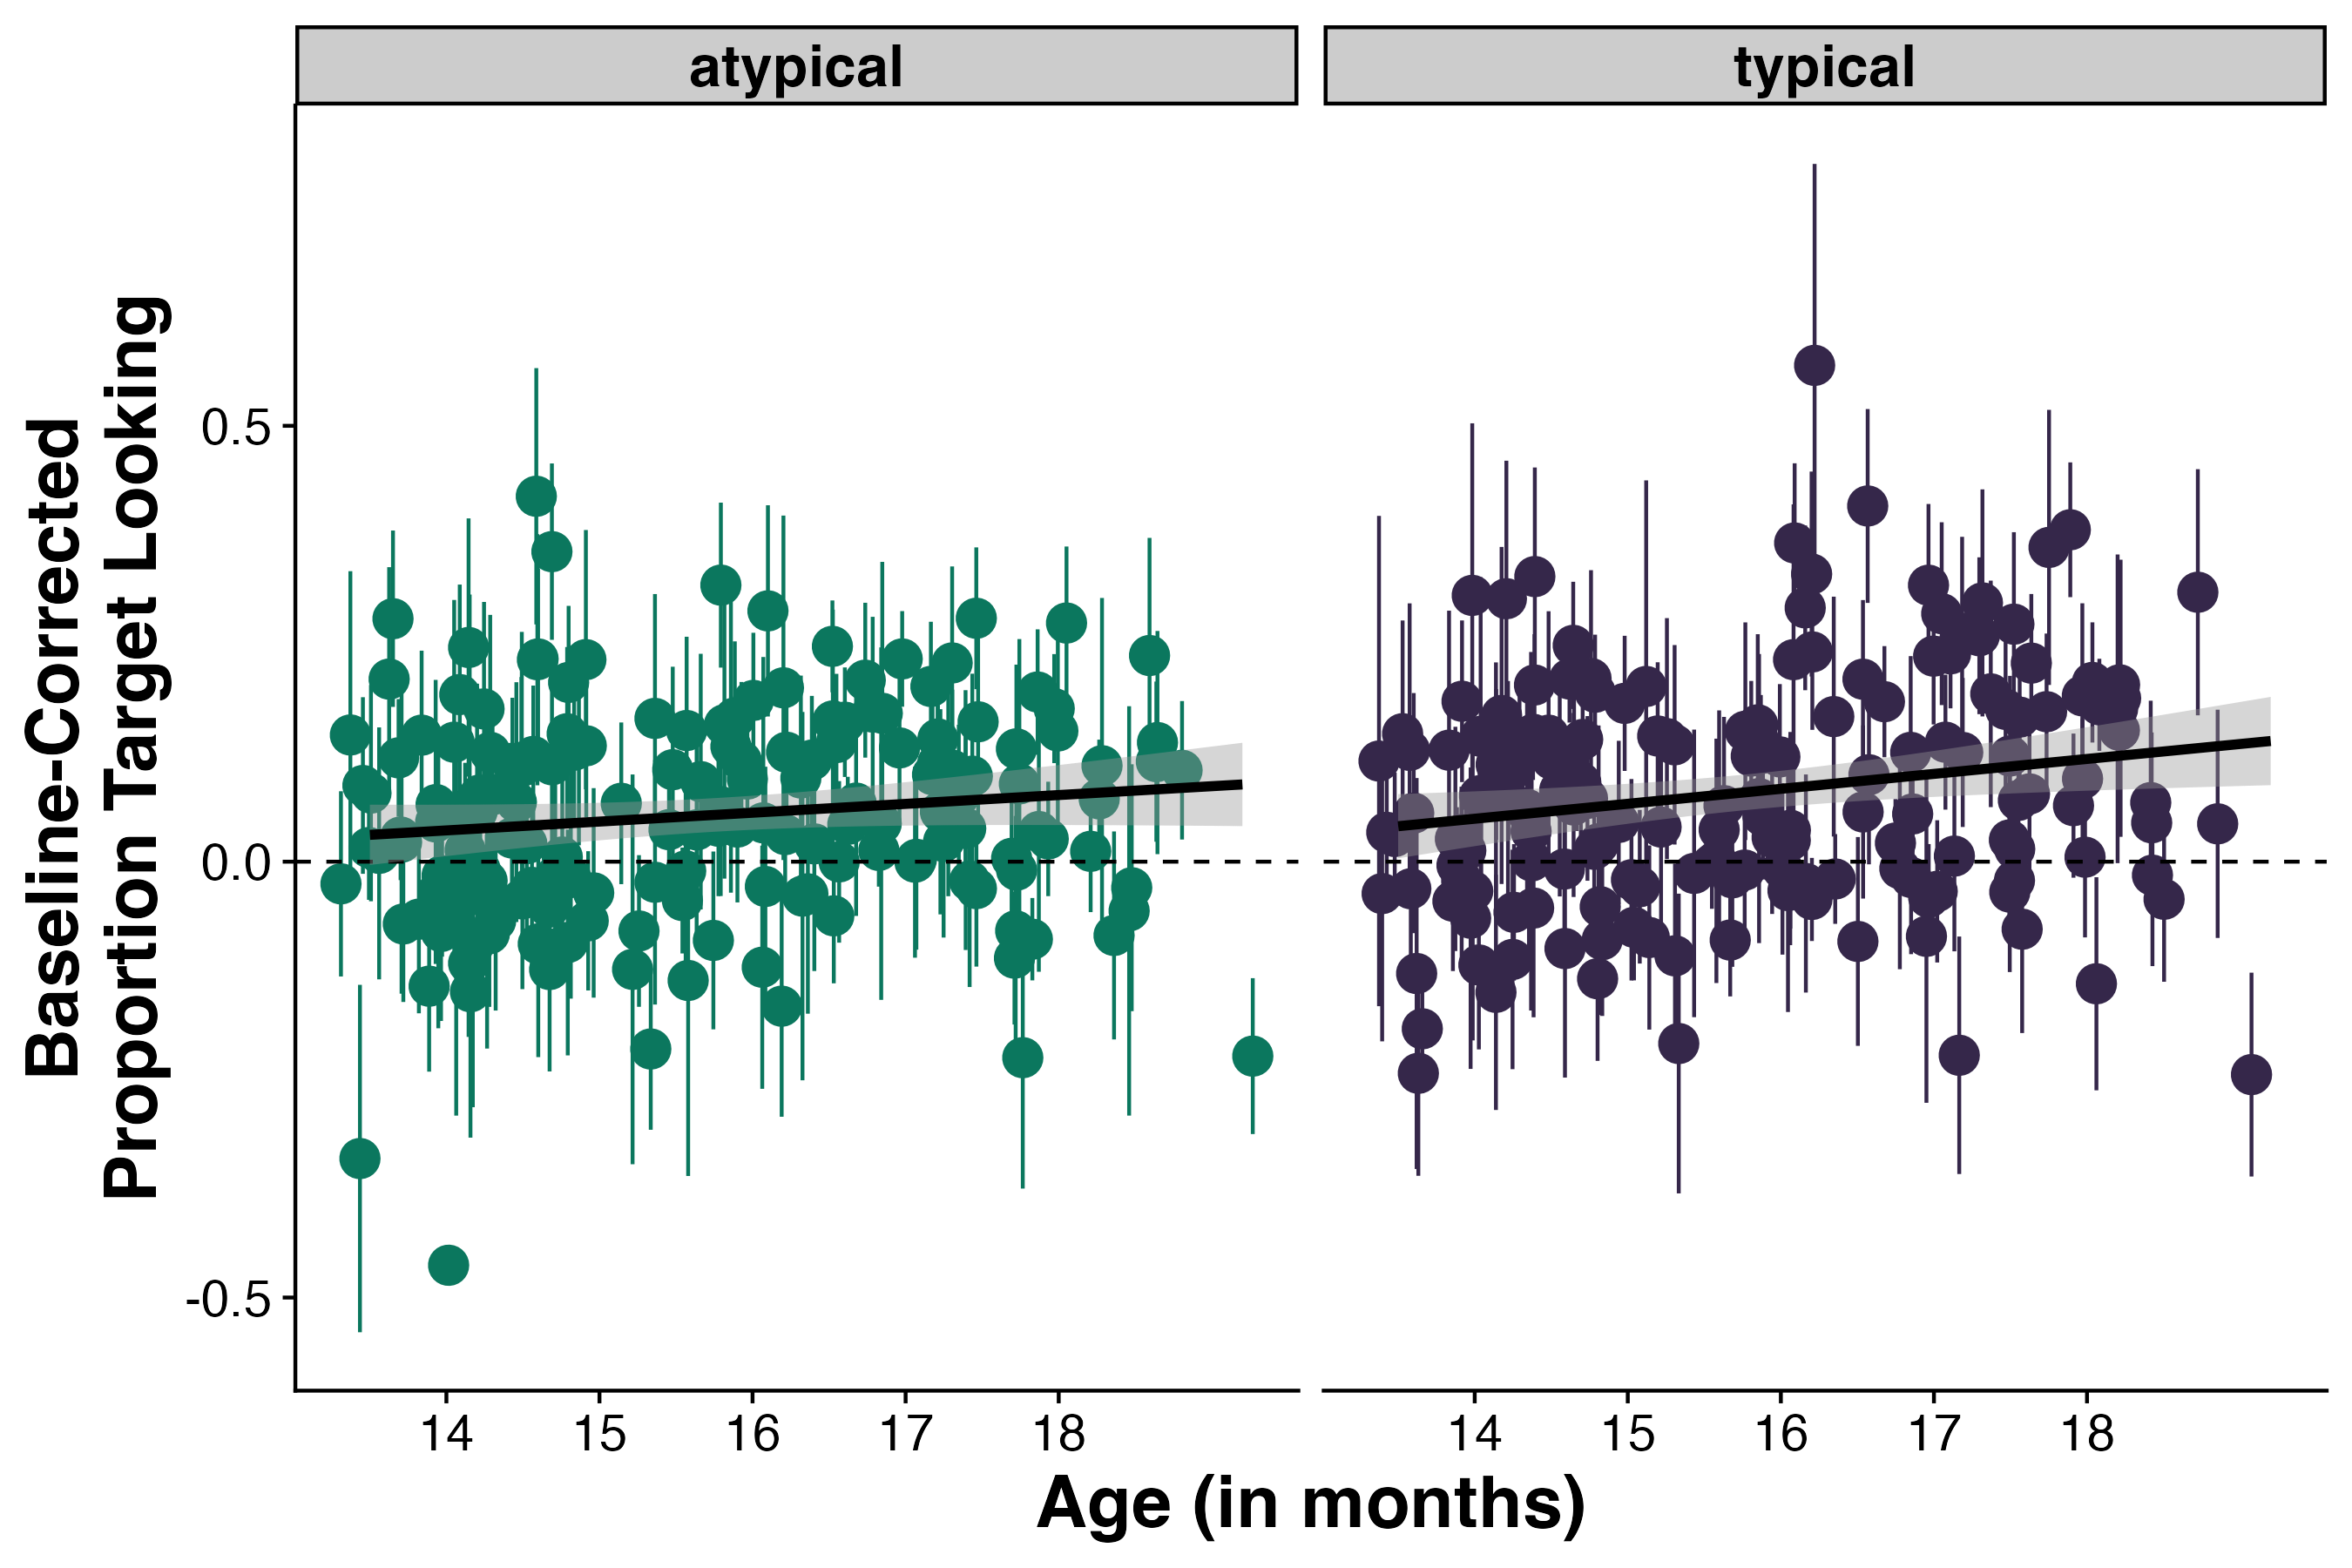 atypical
typical
Baseline-Corrected
Proportion Target Looking
0.5
0.0
-0.5
14 15 16 17 18
14 15 16 17 18
Age (in months)